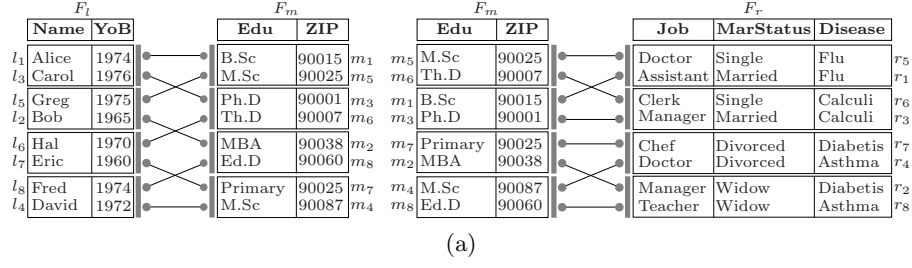 F_l F_m F_m F_r
Name YoB Edu ZIP Edu ZIP Job MarStatus Disease
l_1 Alice 1974 B.Sc 90015 m_1 m_5 M.Sc 90025 Doctor Single Flu r_5
l_3 Carol 1976 M.Sc 90025 m_5 m_6 Th.D 90007 Assistant Married Flu r_1
l_5 Greg 1975 Ph.D 90001 m_3 m_1 B.Sc 90015 Clerk Single Calculi r_6
l_2 Bob 1965 Th.D 90007 m_6 m_3 Ph.D 90001 Manager Married Calculi r_3
l_6 Hal 1970 MBA 90038 m_2 m_7 Primary 90025 Chef Divorced Diabetis r_7
l_7 Eric 1960 Ed.D 90060 m_8 m_2 MBA 90038 Doctor Divorced Asthma r_4
l_8 Fred 1974 Primary 90025 m_7 m_4 M.Sc 90087 Manager Widow Diabetis r_2
l_4 David 1972 M.Sc 90087 m_4 m_8 Ed.D 90060 Teacher Widow Asthma r_8
(a)